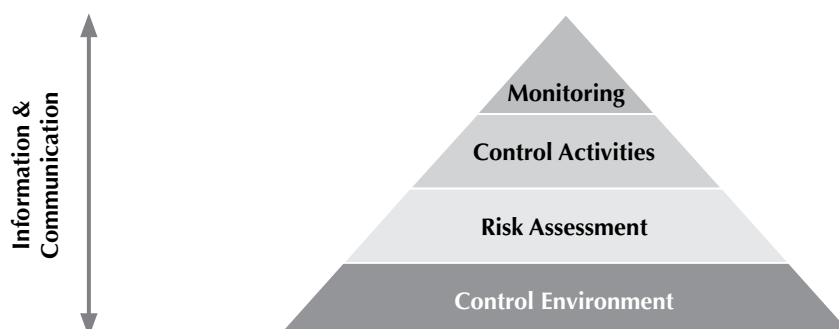 Information &
Communication
Monitoring
Control Activities
Risk Assessment
Control Environment